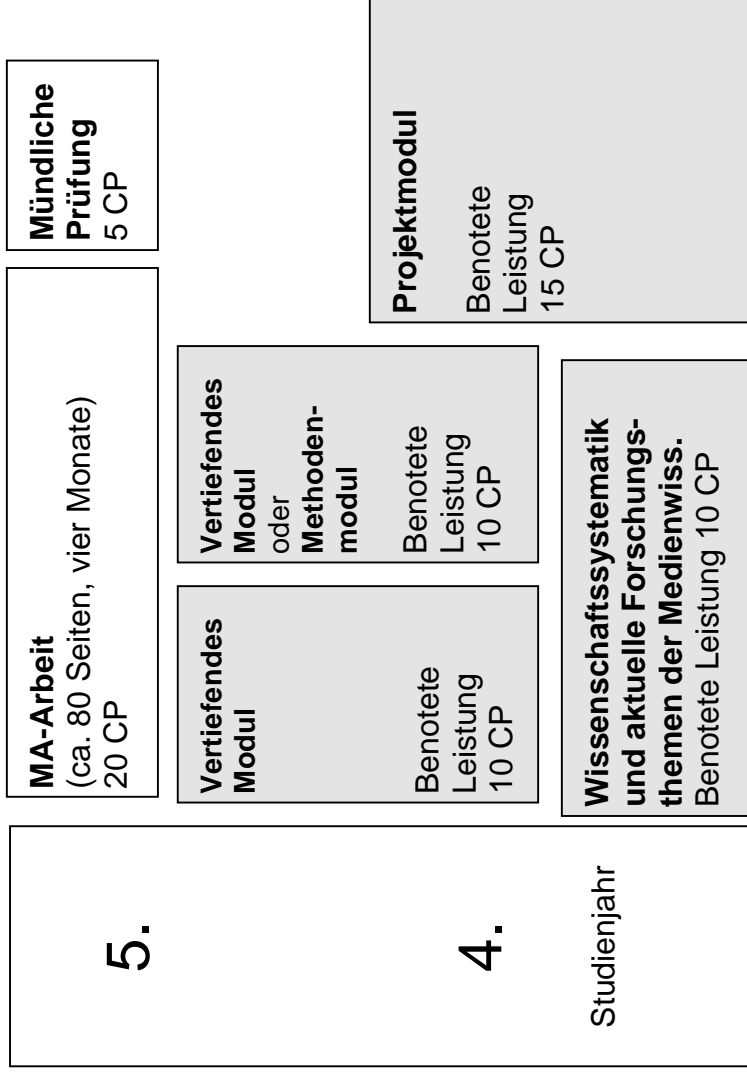 5.
4.
Studienjahr
MA-Arbeit
(ca. 80 Seiten, vier Monate)
20 CP
Mündliche
Prüfung
5 CP
Vertiefendes
Modul
Benotete
Leistung
10 CP
Vertiefendes
Modul
oder
Methoden-
modul
Benotete
Leistung
10 CP
Projektmodul
Benotete
Leistung
15 CP
Wissenschaftssystematik
und aktuelle Forschungs-
themen der Medienwiss.
Benotete Leistung 10 CP